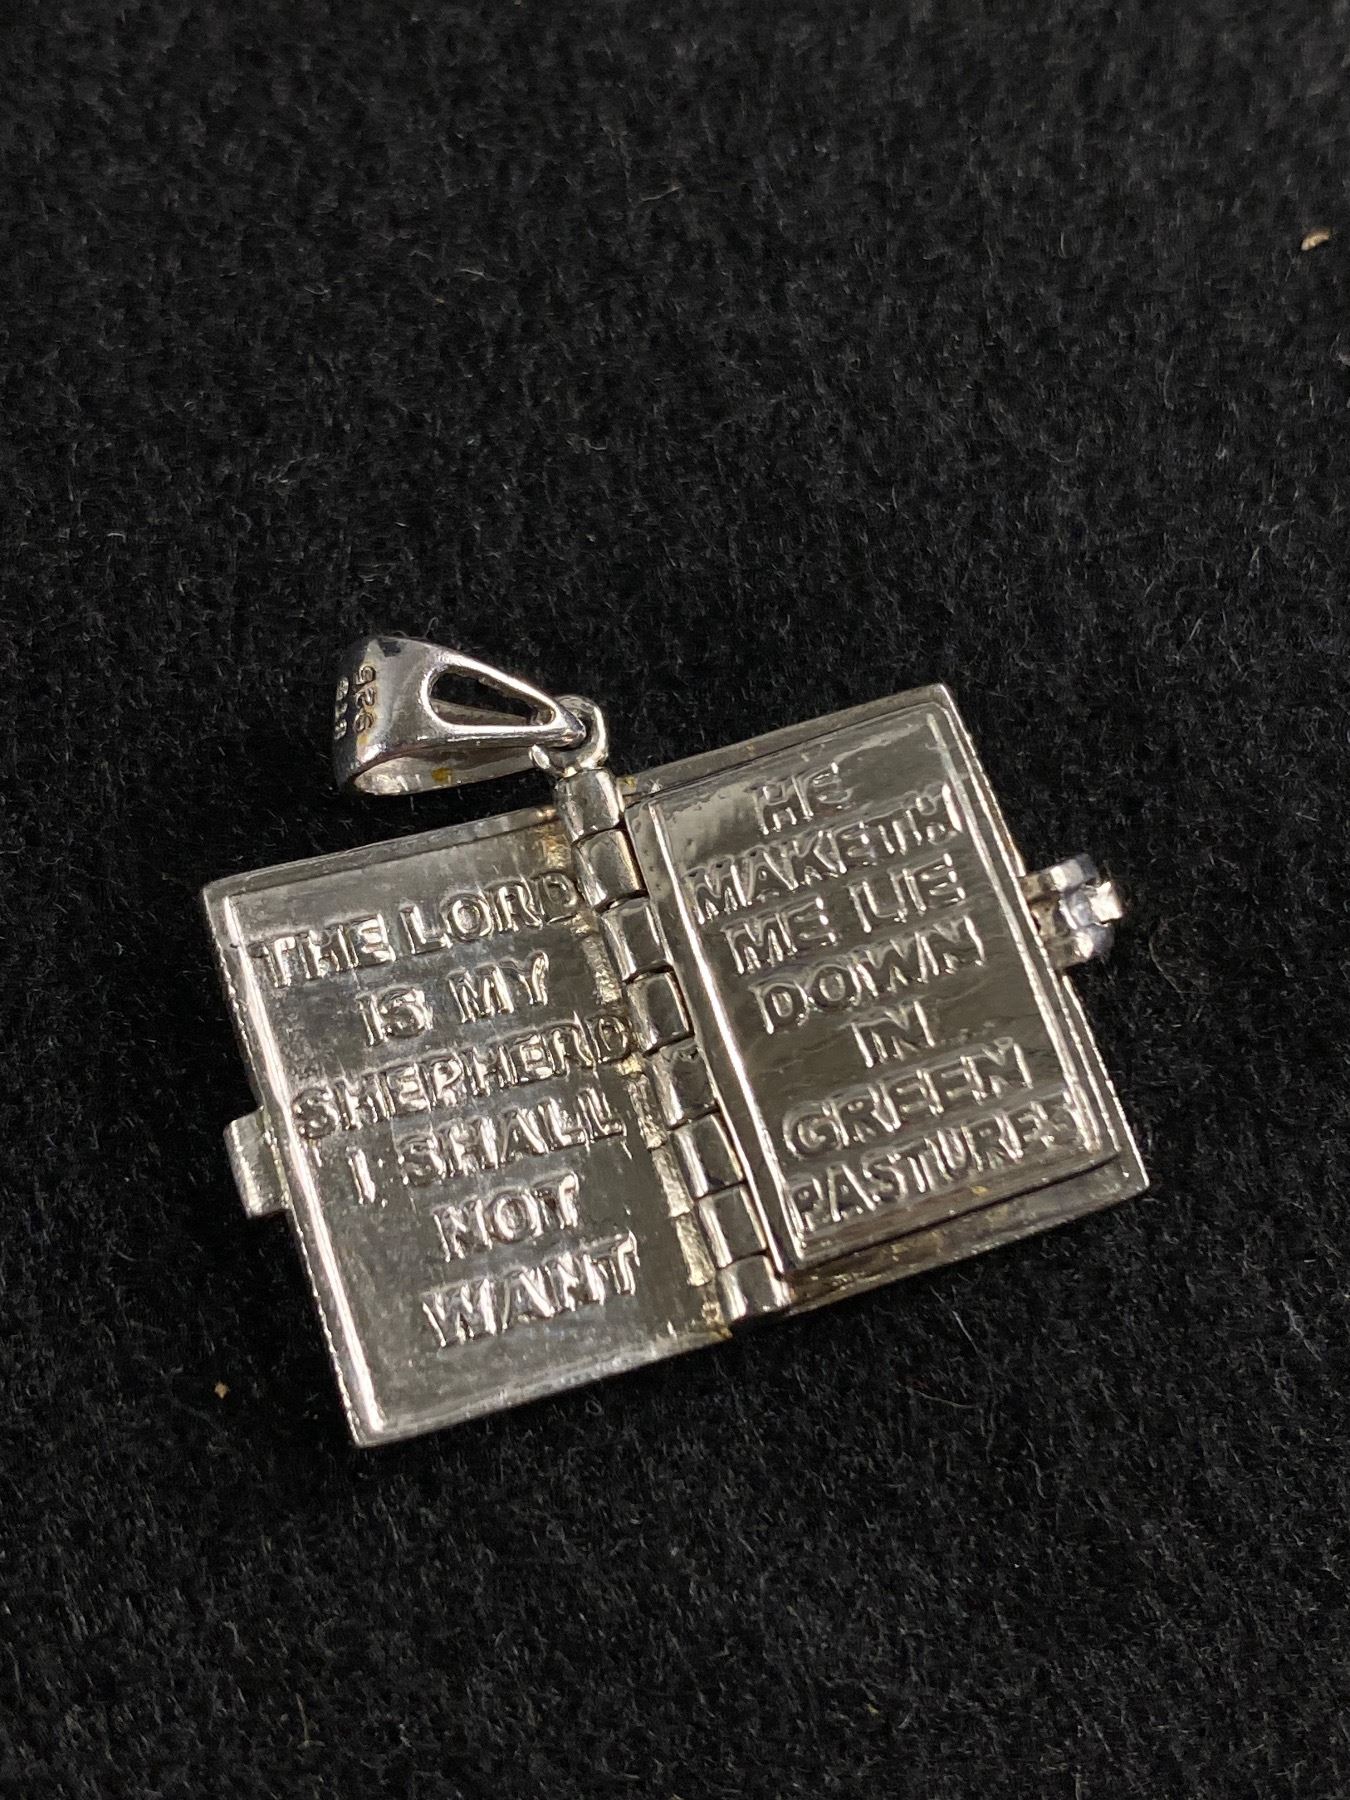 925
THE LORD
IS MY
SHEPHERD
I SHALL
NOT
WANT
HE
MAKETH
ME LIE
DOWN
IN
GREEN
PASTURES